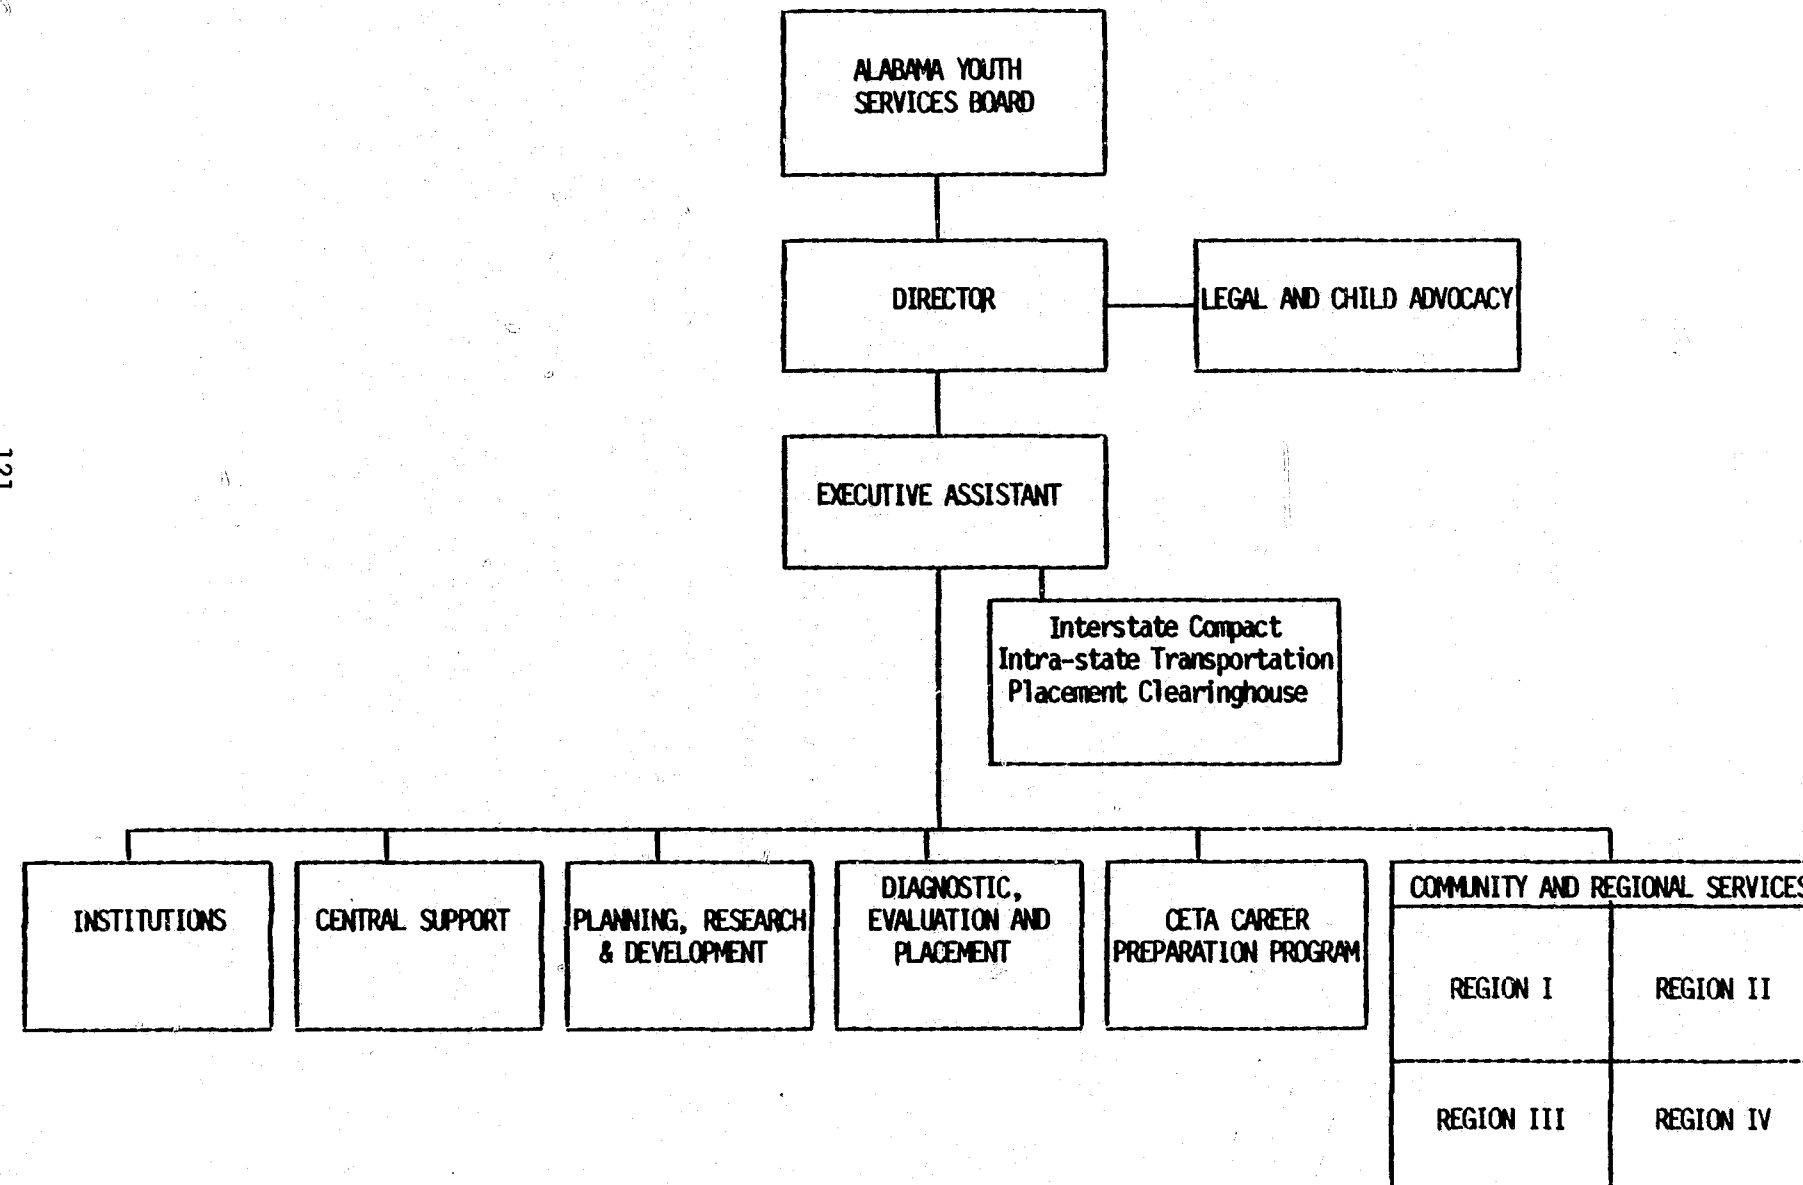 ALABAMA YOUTH
SERVICES BOARD
DIRECTOR
LEGAL AND CHILD ADVOCACY
EXECUTIVE ASSISTANT
121
Interstate Compact
Intra-state Transportation
Placement Clearinghouse
INSTITUTIONS
CENTRAL SUPPORT
PLANNING, RESEARCH
& DEVELOPMENT
DIAGNOSTIC,
EVALUATION AND
PLACEMENT
CETA CAREER
PREPARATION PROGRAM
COMMUNITY AND REGIONAL SERVICES
REGION I
REGION II
REGION III
REGION IV